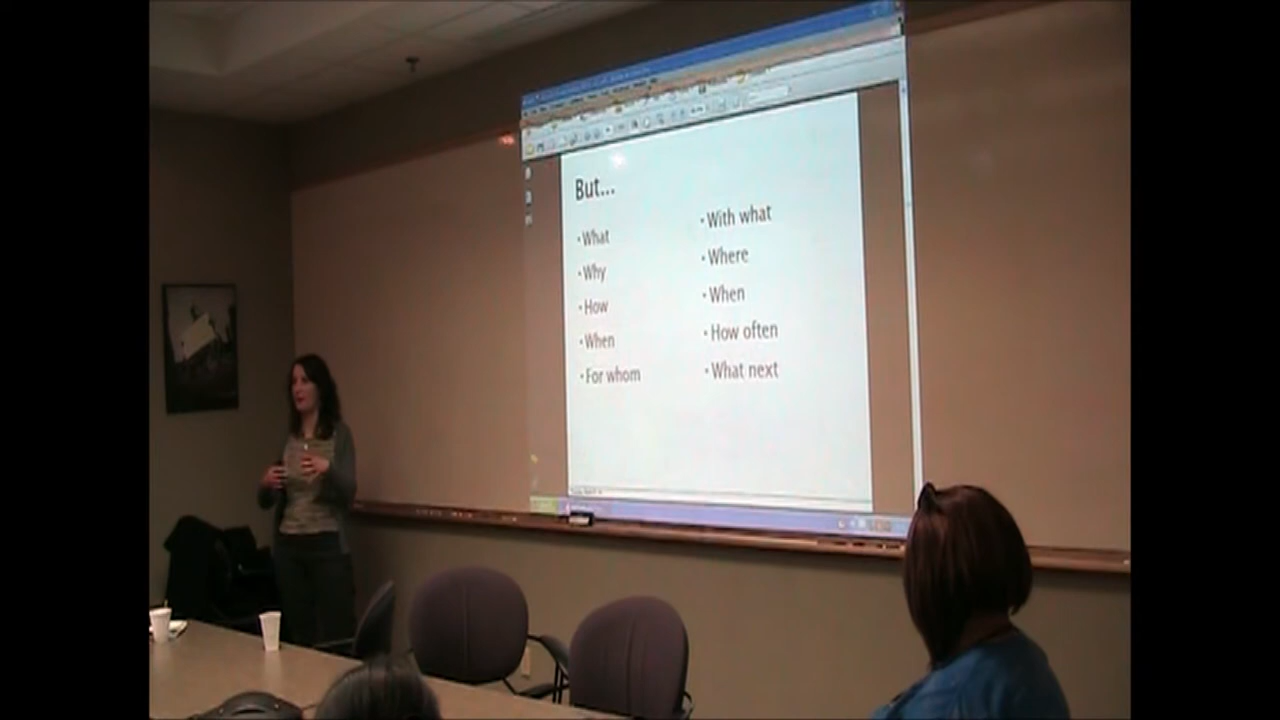 But...
• What
• Why
• How
• When
• For whom
• With what
• Where
• When
• How often
• What next